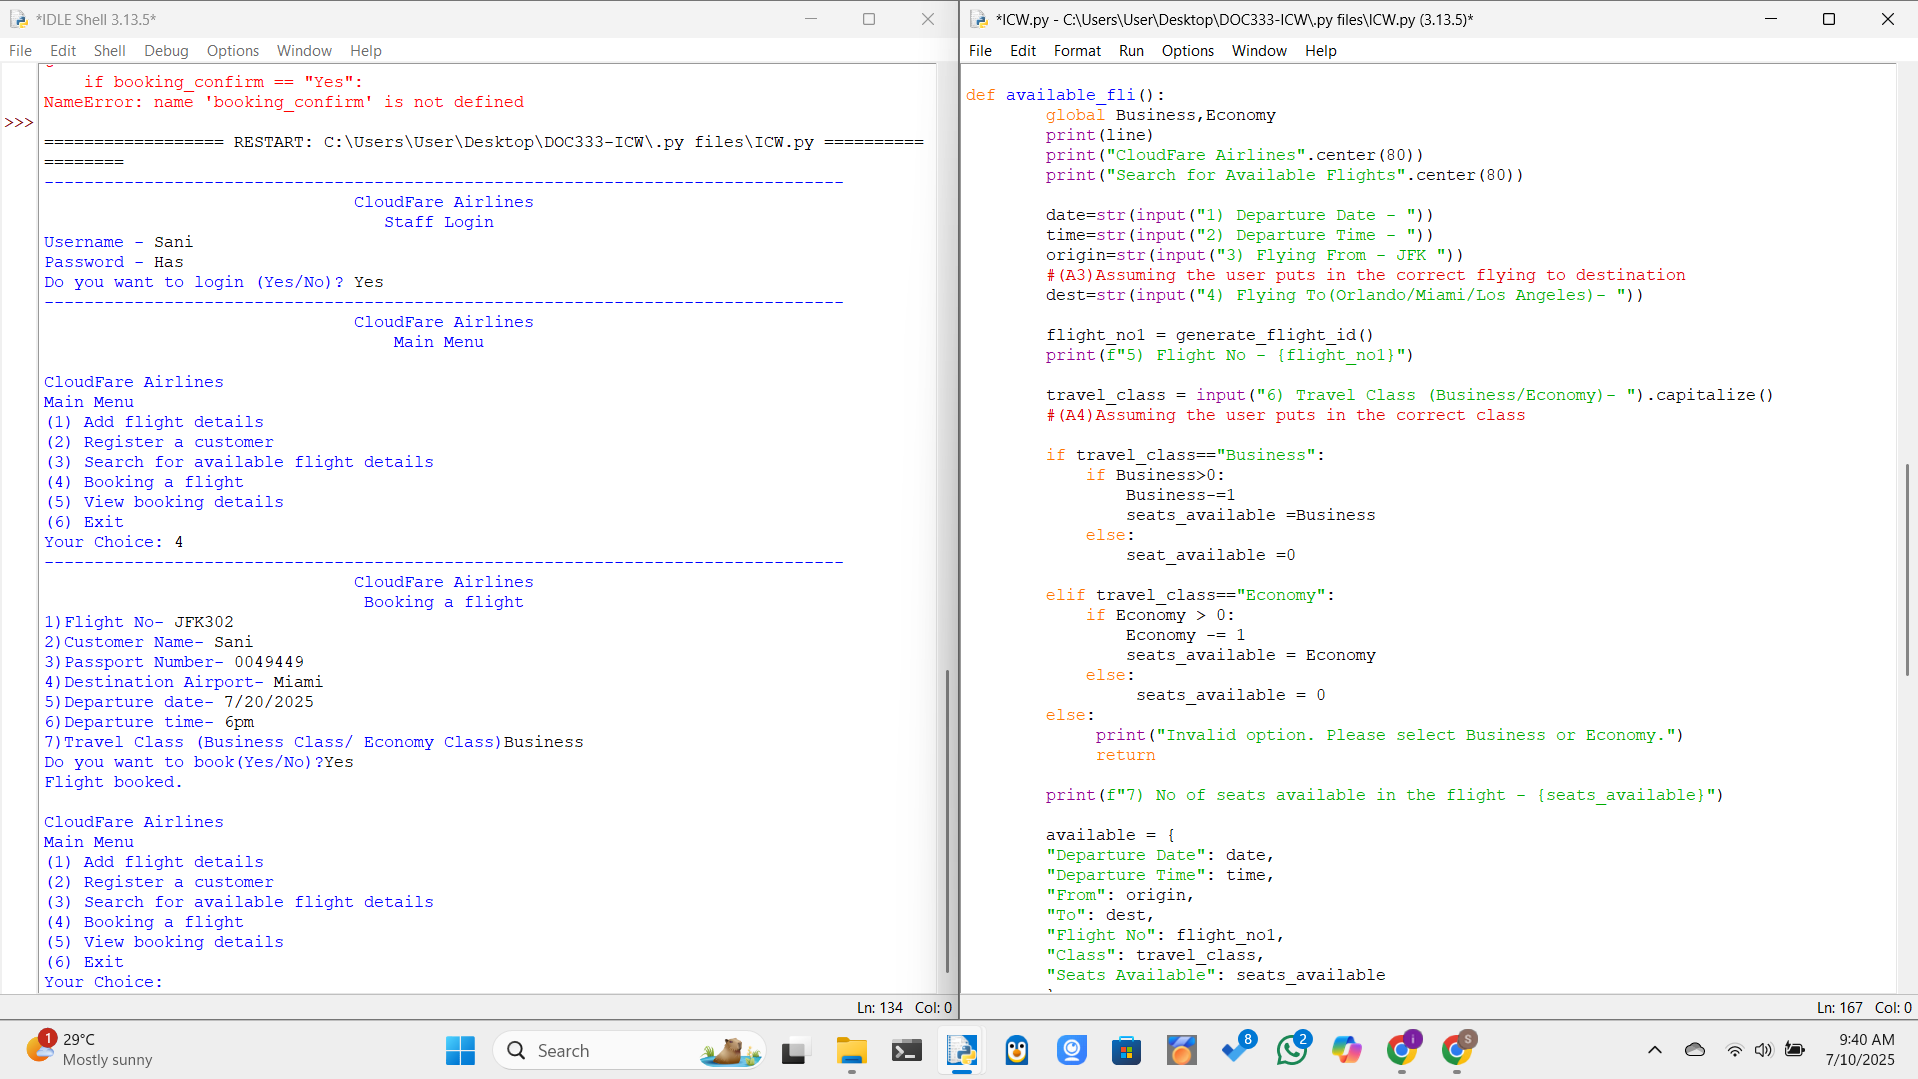 *IDLE Shell 3.13.5*
File Edit Shell Debug Options Window Help
if booking_confirm == "Yes":
NameError: name 'booking_confirm' is not defined
>>>
================== RESTART: C:\Users\User\Desktop\DOC333-ICW\.py files\ICW.py ==========
========
--------------------------------------------------------------------------------
CloudFare Airlines
Staff Login
Username - Sani
Password - Has
Do you want to login (Yes/No)? Yes
--------------------------------------------------------------------------------
CloudFare Airlines
Main Menu
CloudFare Airlines
Main Menu
(1) Add flight details
(2) Register a customer
(3) Search for available flight details
(4) Booking a flight
(5) View booking details
(6) Exit
Your Choice: 4
--------------------------------------------------------------------------------
CloudFare Airlines
Booking a flight
1)Flight No- JFK302
2)Customer Name- Sani
3)Passport Number- 0049449
4)Destination Airport- Miami
5)Departure date- 7/20/2025
6)Departure time- 6pm
7)Travel Class (Business Class/ Economy Class)Business
Do you want to book(Yes/No)?Yes
Flight booked.
CloudFare Airlines
Main Menu
(1) Add flight details
(2) Register a customer
(3) Search for available flight details
(4) Booking a flight
(5) View booking details
(6) Exit
Your Choice:
Ln: 134 Col: 0
*ICW.py - C:\Users\User\Desktop\DOC333-ICW\.py files\ICW.py (3.13.5)*
File Edit Format Run Options Window Help
def available_fli():
global Business,Economy
print(line)
print("CloudFare Airlines".center(80))
print("Search for Available Flights".center(80))
date=str(input("1) Departure Date - "))
time=str(input("2) Departure Time - "))
origin=str(input("3) Flying From - JFK "))
#(A3)Assuming the user puts in the correct flying to destination
dest=str(input("4) Flying To(Orlando/Miami/Los Angeles)- "))
flight_no1 = generate_flight_id()
print(f"5) Flight No - {flight_no1}")
travel_class = input("6) Travel Class (Business/Economy)- ").capitalize()
#(A4)Assuming the user puts in the correct class
if travel_class=="Business":
if Business>0:
Business-=1
seats_available =Business
else:
seat_available =0
elif travel_class=="Economy":
if Economy > 0:
Economy -= 1
seats_available = Economy
else:
seats_available = 0
else:
print("Invalid option. Please select Business or Economy.")
return
print(f"7) No of seats available in the flight - {seats_available}")
available = {
"Departure Date": date,
"Departure Time": time,
"From": origin,
"To": dest,
"Flight No": flight_no1,
"Class": travel_class,
"Seats Available": seats_available
Ln: 167 Col: 0
1
29°C
Mostly sunny
Search
8
2
i
S
9:40 AM
7/10/2025